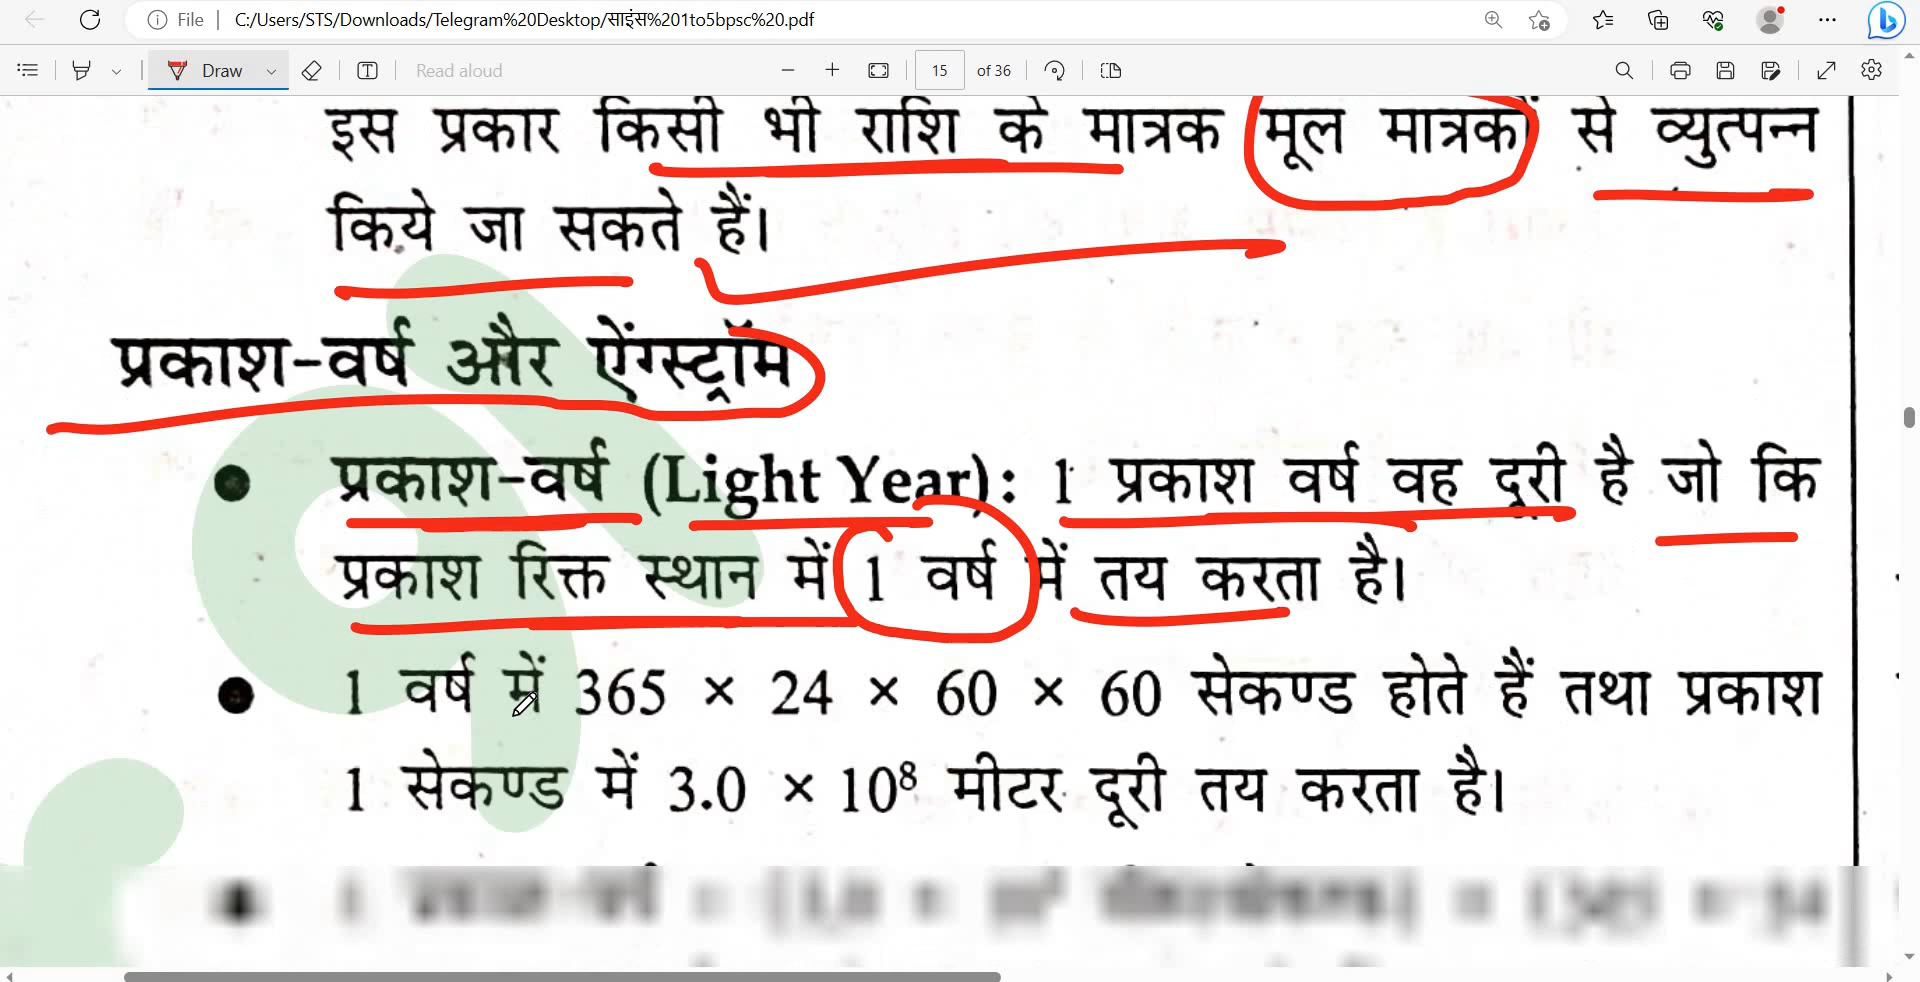 File | C:/Users/STS/Downloads/Telegram%20Desktop/साइंस%201to5bpsc%20.pdf
Draw Read aloud 15 of 36
इस प्रकार किसी भी राशि के मात्रक मूल मात्रकों से व्युत्पन्न
किये जा सकते हैं।
प्रकाश-वर्ष और ऐंग्स्ट्रॉम
● प्रकाश-वर्ष (Light Year): 1 प्रकाश वर्ष वह दूरी है जो कि
प्रकाश रिक्त स्थान में 1 वर्ष में तय करता है।
● 1 वर्ष में 365 × 24 × 60 × 60 सेकण्ड होते हैं तथा प्रकाश
1 सेकण्ड में 3.0 × 10⁸ मीटर दूरी तय करता है।